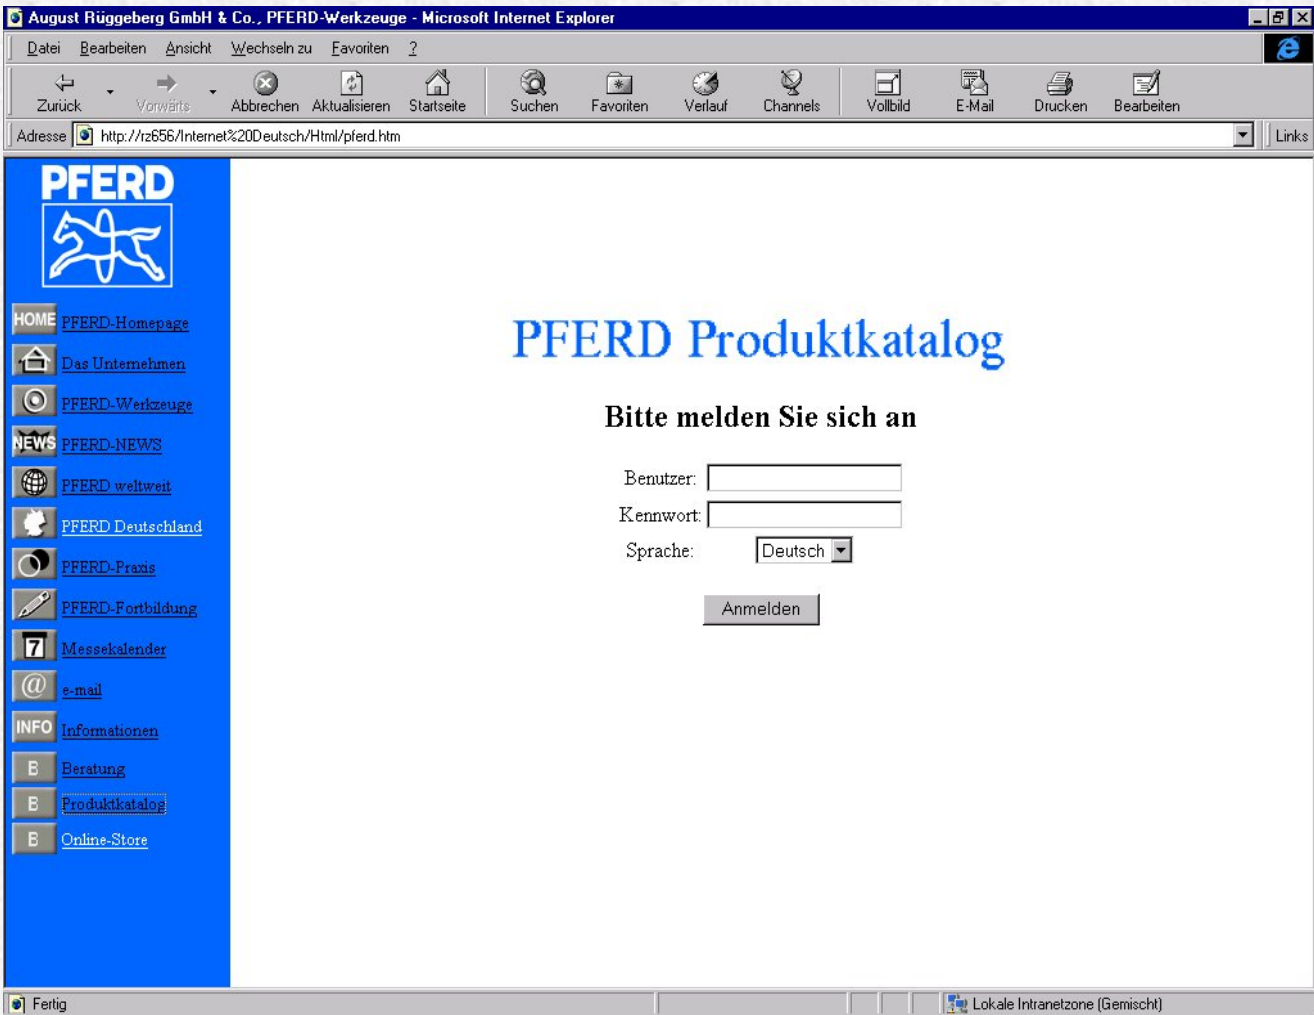 August Rüggeberg GmbH & Co., PFERD-Werkzeuge - Microsoft Internet Explorer
Datei Bearbeiten Ansicht Wechseln zu Favoriten ?
Zurück Vorwärts Abbrechen Aktualisieren Startseite Suchen Favoriten Verlauf Channels Vollbild E-Mail Drucken Bearbeiten
Adresse http://rz656/Internet%20Deutsch/Html/pferd.htm Links
PFERD
HOME PFERD-Homepage
Das Unternehmen
PFERD-Werkzeuge
NEWS PFERD-NEWS
PFERD weltweit
PFERD Deutschland
PFERD-Praxis
PFERD-Fortbildung
7 Messekalender
@ e-mail
INFO Informationen
B Beratung
B Produktkatalog
B Online-Store
PFERD Produktkatalog
Bitte melden Sie sich an
Benutzer:
Kennwort:
Sprache: Deutsch
Anmelden
Fertig Lokale Intranetzone (Gemischt)